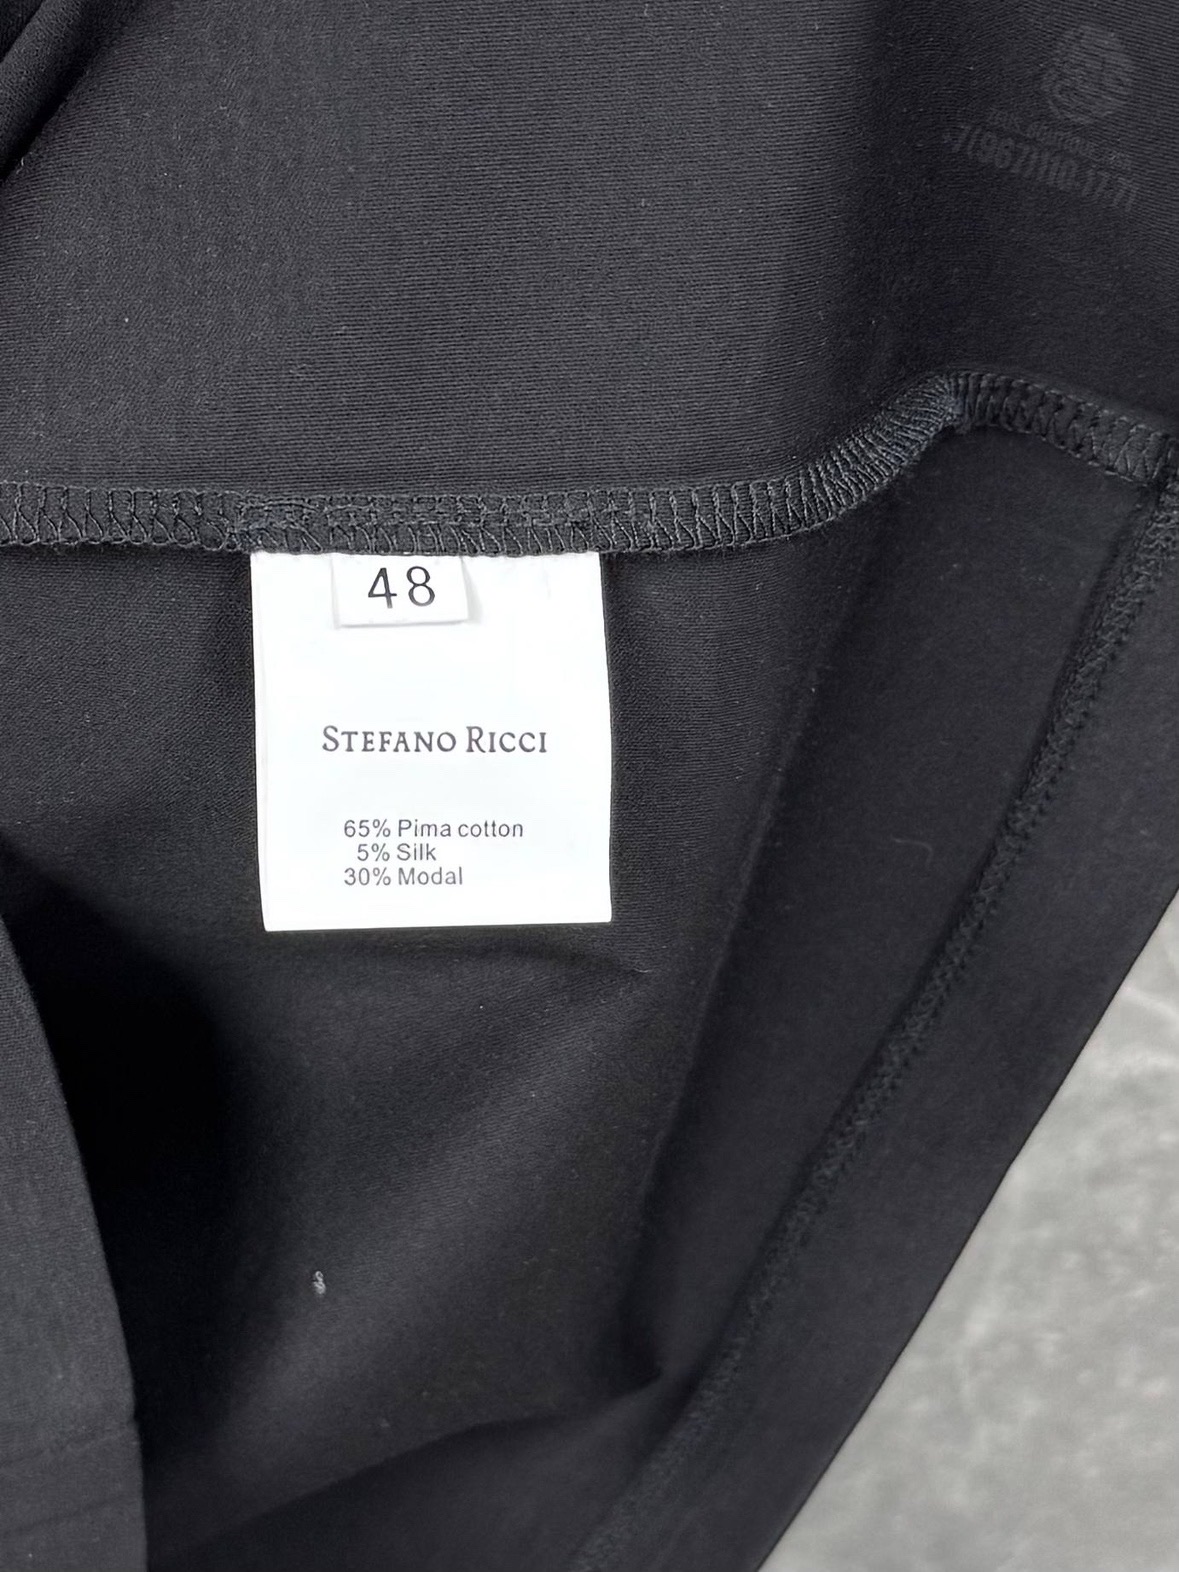 48
STEFANO RICCI
65% Pima cotton
5% Silk
30% Modal